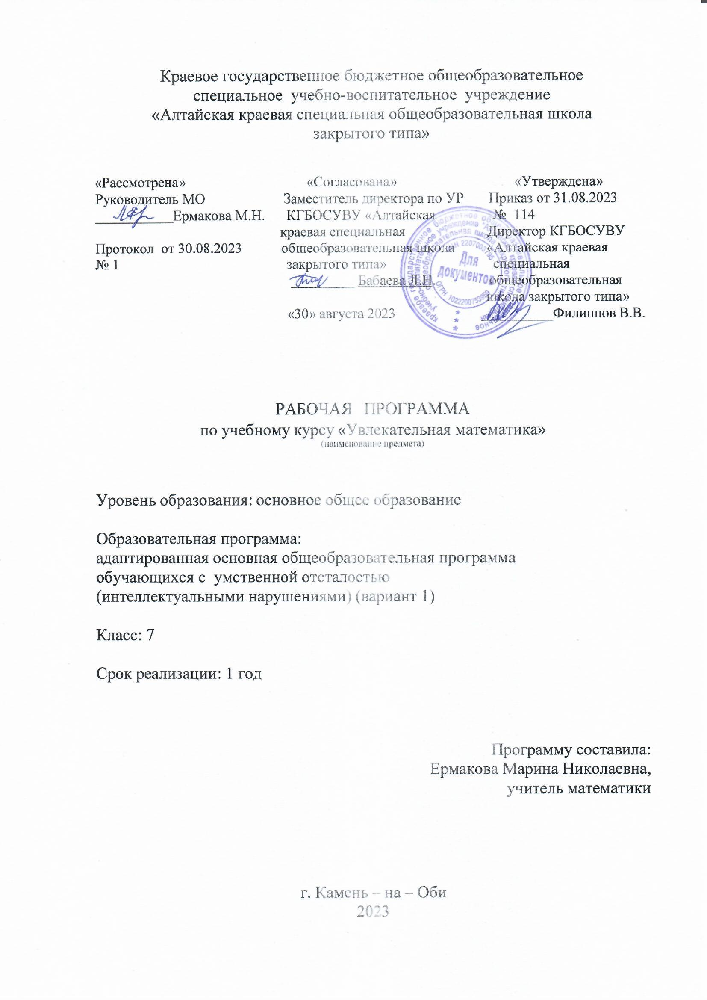 Краевое государственное бюджетное общеобразовательное
специальное учебно-воспитательное учреждение
«Алтайская краевая специальная общеобразовательная школа
закрытого типа»
«Рассмотрена»
Руководитель МО
____________Ермакова М.Н.
Протокол от 30.08.2023
№ 1
«Согласована»
Заместитель директора по УР
КГБОСУВУ «Алтайская
краевая специальная
общеобразовательная школа
закрытого типа»
__________ Бабаева Л.Н.
«30» августа 2023
«Утверждена»
Приказ от 31.08.2023
№ 114
Директор КГБОСУВУ
«Алтайская краевая
специальная
общеобразовательная
школа закрытого типа»
___________Филиппов В.В.
Для
документов
ОГРН 1022200753959
РАБОЧАЯ ПРОГРАММА
по учебному курсу «Увлекательная математика»
(наименование предмета)
Уровень образования: основное общее образование
Образовательная программа:
адаптированная основная общеобразовательная программа
обучающихся с умственной отсталостью
(интеллектуальными нарушениями) (вариант 1)
Класс: 7
Срок реализации: 1 год
Программу составила:
Ермакова Марина Николаевна,
учитель математики
г. Камень – на – Оби
2023